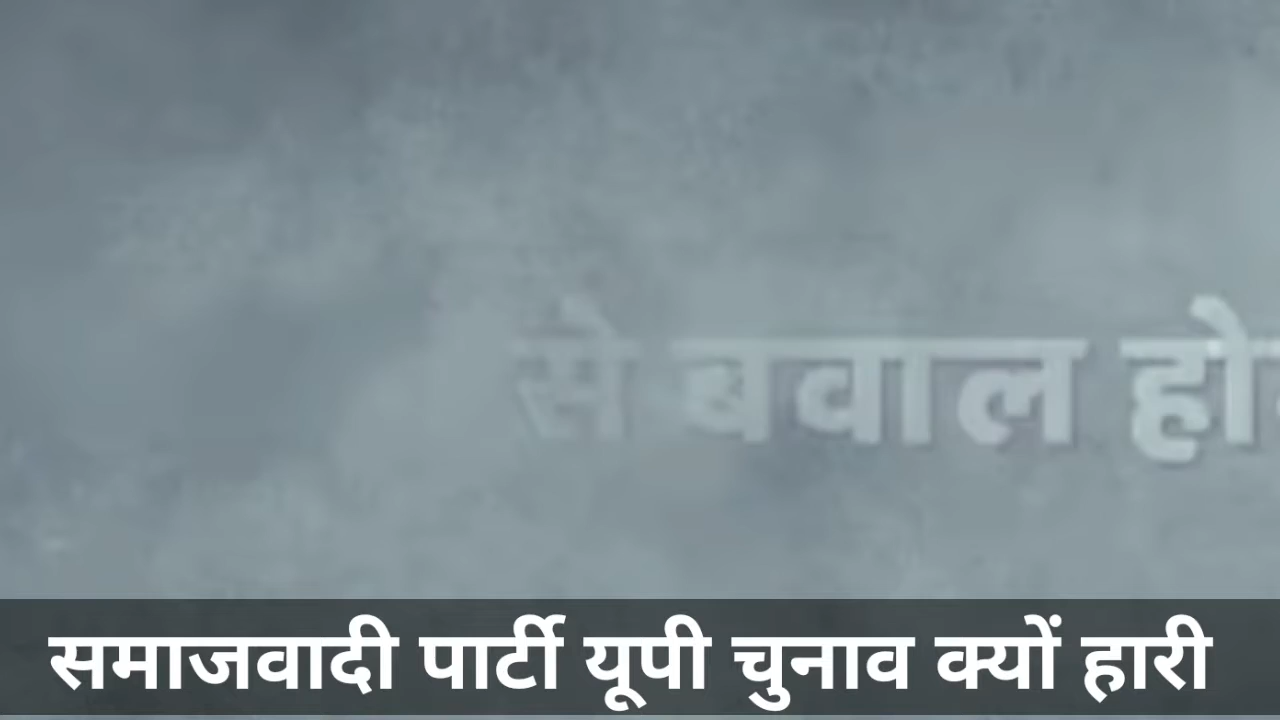 से बवाल
समाजवादी पार्टी यूपी चुनाव क्यों हारी